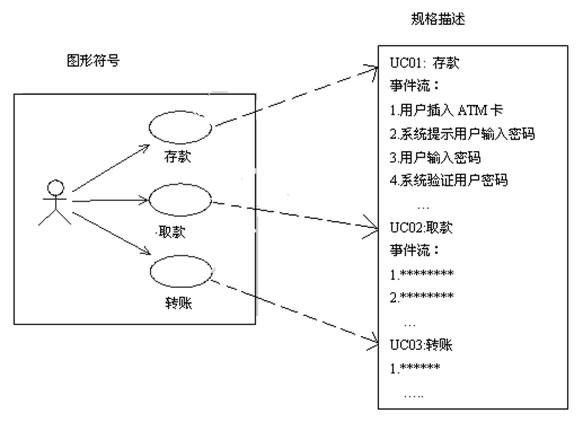 图形符号
存款
取款
转账
规格描述
UC01: 存款
事件流：
1.用户插入 ATM 卡
2.系统提示用户输入密码
3.用户输入密码
4.系统验证用户密码
...
UC02:取款
事件流：
1.********
2.********
...
UC03:转账
1.******
.....